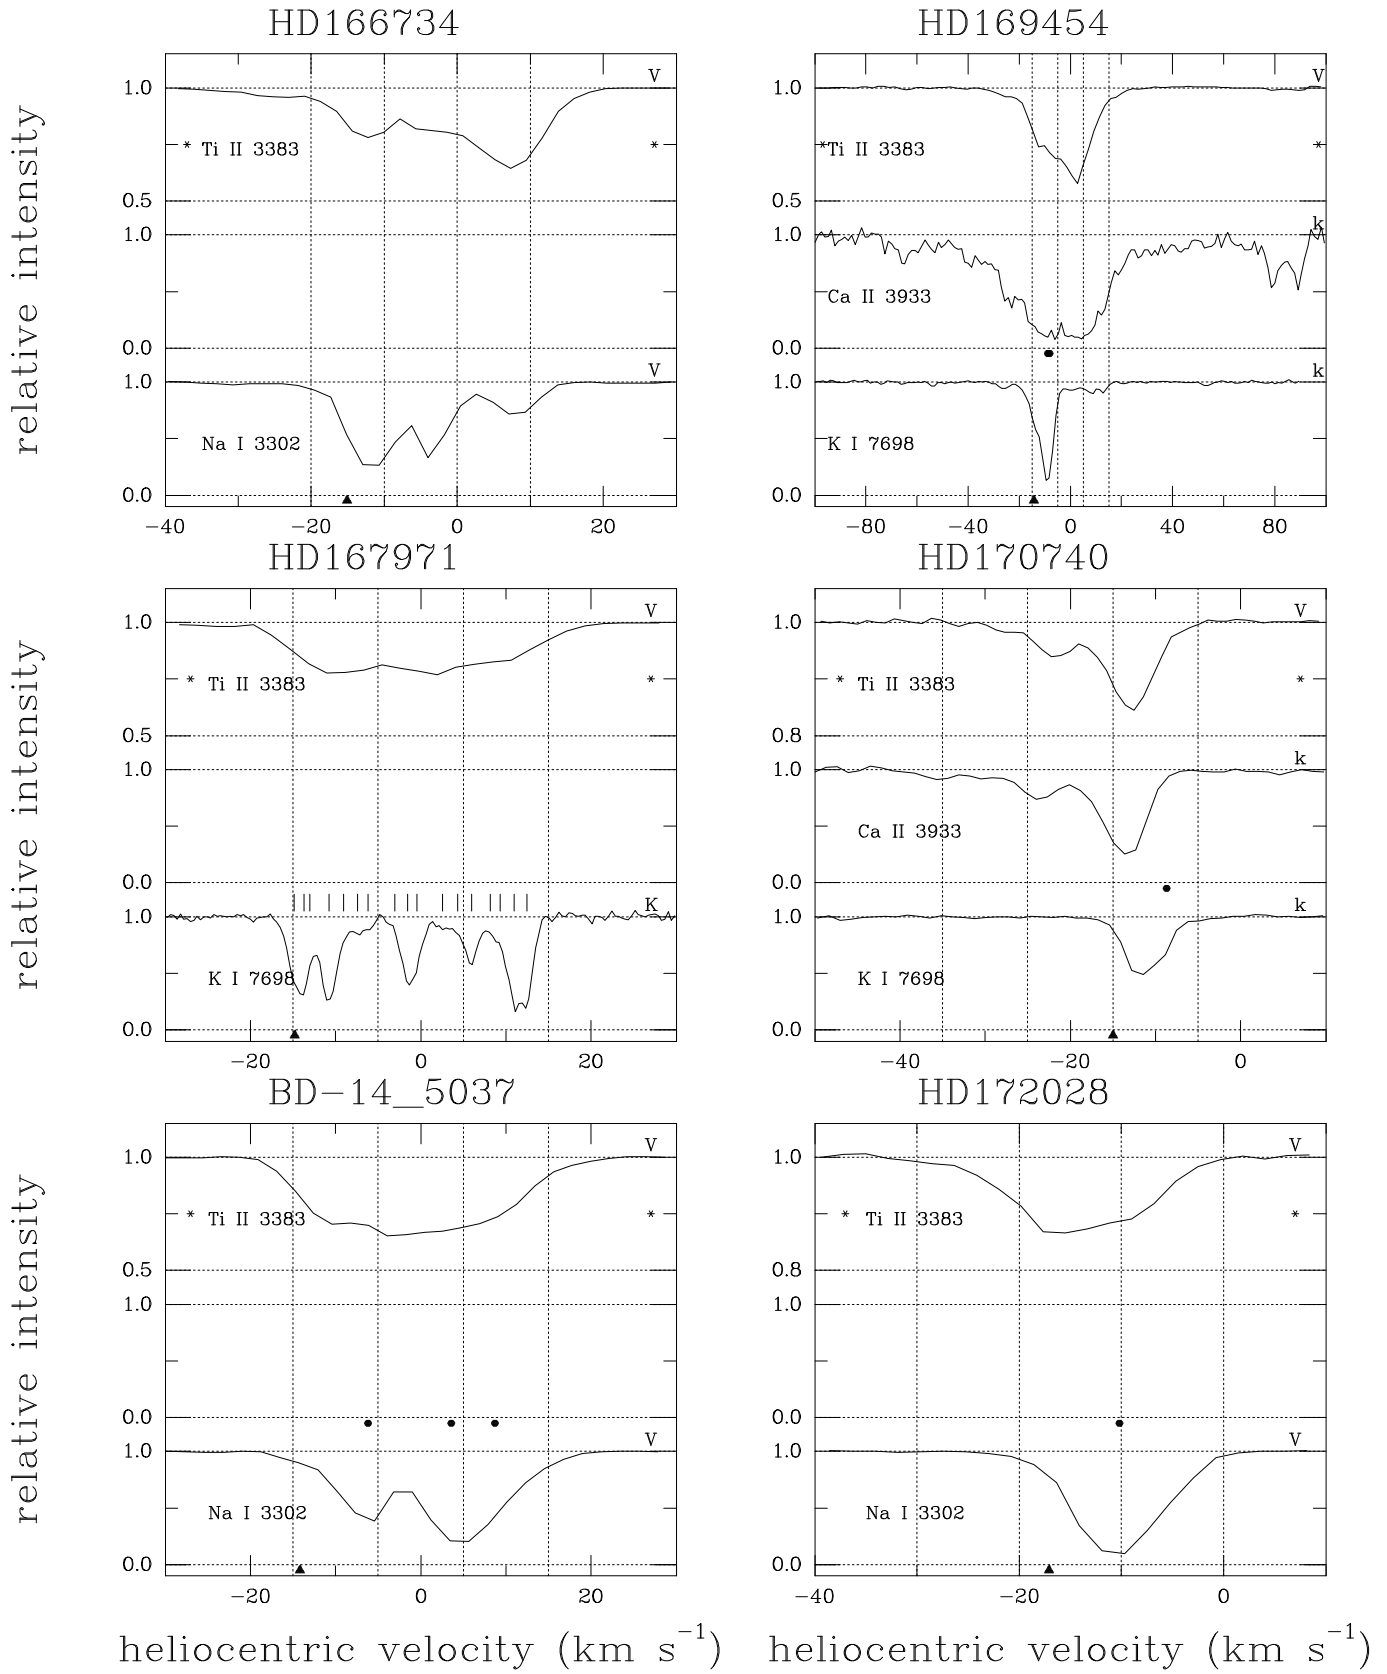 HD166734
relative intensity
1.0
V
* Ti II 3383 *
0.5
1.0
0.0
1.0
V
Na I 3302
0.0
−40 −20 0 20
HD169454
1.0
V
*Ti II 3383 *
0.5
1.0
k
Ca II 3933
0.0
1.0
k
K I 7698
0.0
−80 −40 0 40 80
HD167971
relative intensity
1.0
V
* Ti II 3383 *
0.5
1.0
0.0
1.0
K
K I 7698
0.0
−20 0 20
HD170740
1.0
V
* Ti II 3383 *
0.8
1.0
k
Ca II 3933
0.0
1.0
k
K I 7698
0.0
−40 −20 0
BD−14_5037
relative intensity
1.0
V
* Ti II 3383 *
0.5
1.0
0.0
1.0
V
Na I 3302
0.0
−20 0 20
heliocentric velocity (km s−1)
HD172028
1.0
V
* Ti II 3383 *
0.8
1.0
0.0
1.0
V
Na I 3302
0.0
−40 −20 0
heliocentric velocity (km s−1)